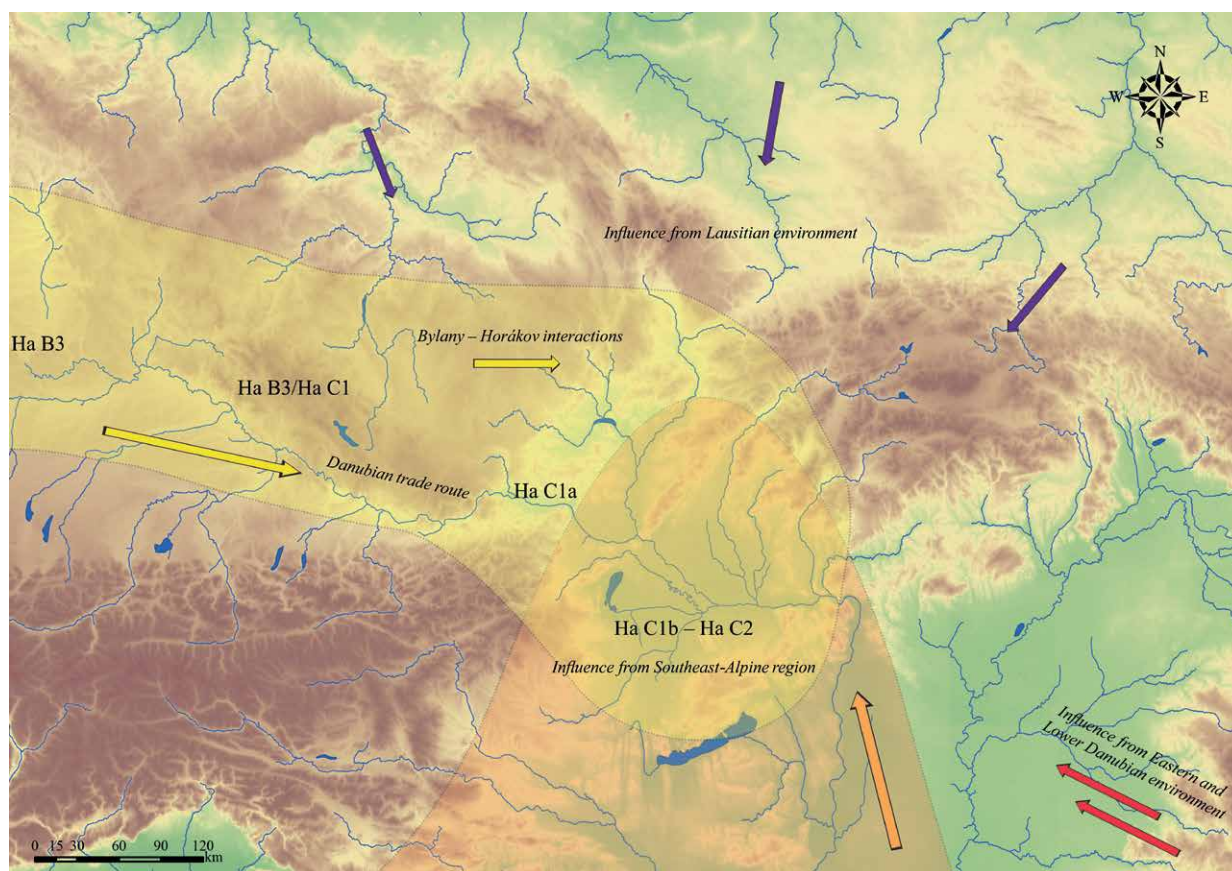 N
W E
S
Influence from Lausitian environment
Bylany – Horákov interactions
Ha B3
Ha B3/Ha C1
Danubian trade route
Ha C1a
Ha C1b – Ha C2
Influence from Southeast-Alpine region
Influence from Eastern and
Lower Danubian environment
0 15 30 60 90 120
km